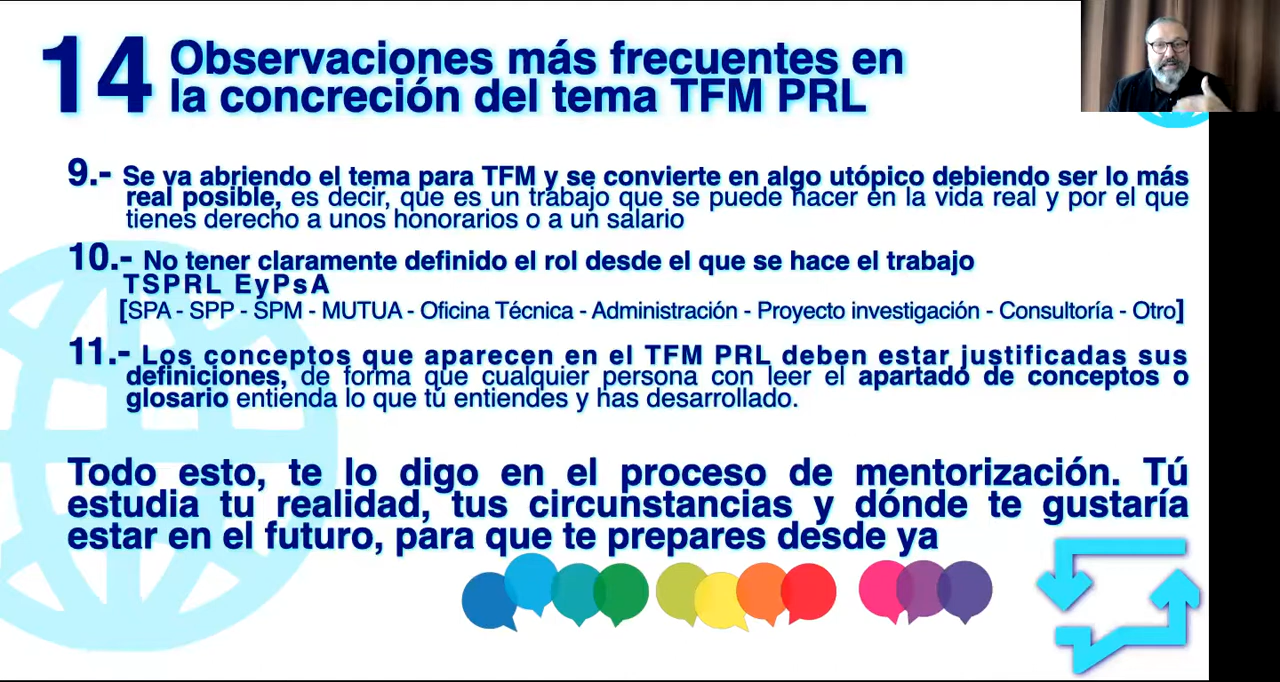 14 Observaciones más frecuentes en
la concreción del tema TFM PRL
9.- Se va abriendo el tema para TFM y se convierte en algo utópico debiendo ser lo más
real posible, es decir, que es un trabajo que se puede hacer en la vida real y por el que
tienes derecho a unos honorarios o a un salario
10.- No tener claramente definido el rol desde el que se hace el trabajo
TSPRL EyPsA
[SPA - SPP - SPM - MUTUA - Oficina Técnica - Administración - Proyecto investigación - Consultoría - Otro]
11.- Los conceptos que aparecen en el TFM PRL deben estar justificadas sus
definiciones, de forma que cualquier persona con leer el apartado de conceptos o
glosario entienda lo que tú entiendes y has desarrollado.
Todo esto, te lo digo en el proceso de mentorización. Tú
estudia tu realidad, tus circunstancias y dónde te gustaría
estar en el futuro, para que te prepares desde ya